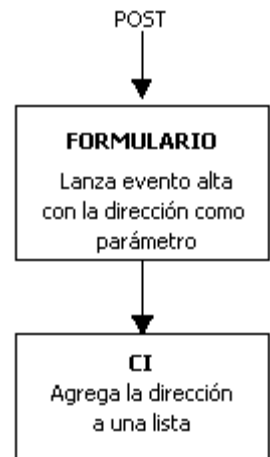 POST
FORMULARIO
Lanza evento alta
con la dirección como
parámetro
CI
Agrega la dirección
a una lista